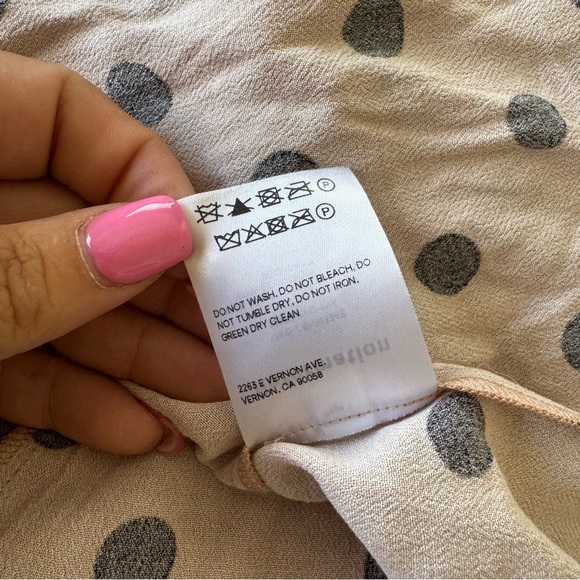 P
P
DO NOT WASH. DO NOT BLEACH. DO
NOT TUMBLE DRY. DO NOT IRON.
GREEN DRY CLEAN
2263 E VERNON AVE.
VERNON, CA 90058